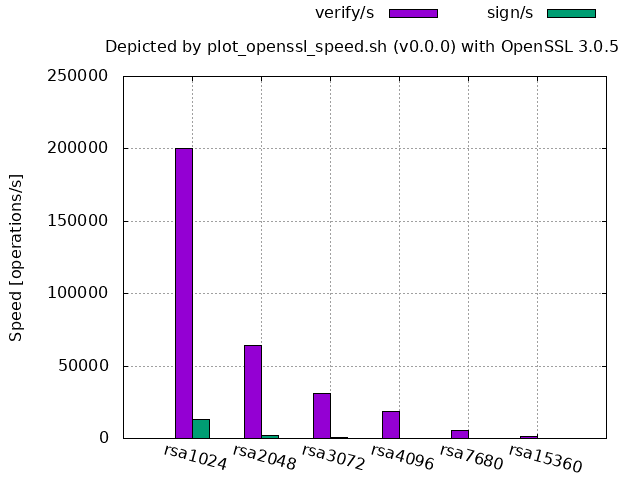 verify/s sign/s
Depicted by plot_openssl_speed.sh (v0.0.0) with OpenSSL 3.0.5
250000
200000
150000
100000
50000
0
Speed [operations/s]
rsa1024 rsa2048 rsa3072 rsa4096 rsa7680 rsa15360